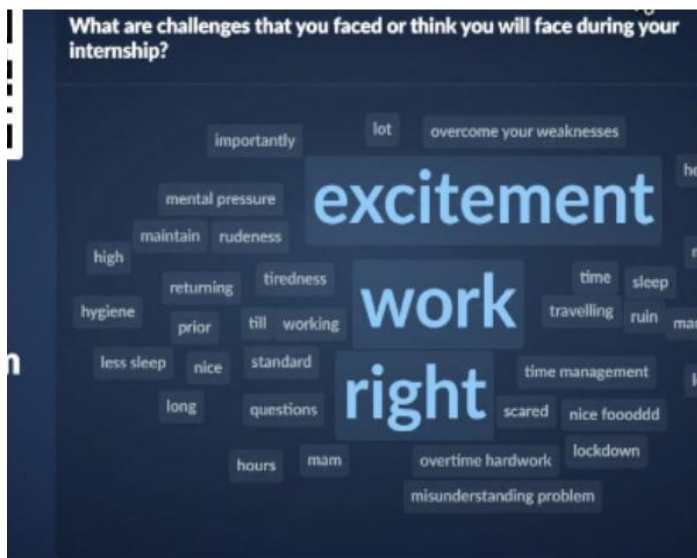 What are challenges that you faced or think you will face during your
internship?
lot
overcome your weaknesses
importantly
excitement
mental pressure
maintain
rudeness
high
tiredness
returning
time
sleep
work
hygiene
prior
till
working
travelling
ruin
less sleep
nice
standard
time management
right
long
questions
scared
nice foooddd
lockdown
hours
mam
overtime hardwork
misunderstanding problem